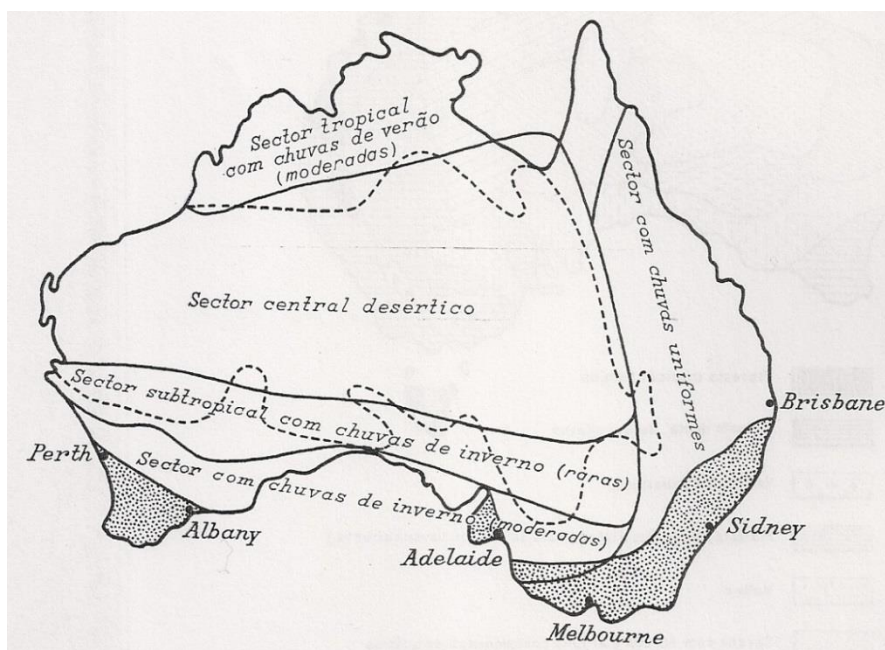 Sector tropical
com chuvas de verão
(moderadas)
Sector com chuvas uniformes
Sector central desértico
Brisbane
Sector subtropical com chuvas de inverno (raras)
Perth
Sector com chuvas de inverno (moderadas)
Albany
Sidney
Adelaide
Melbourne